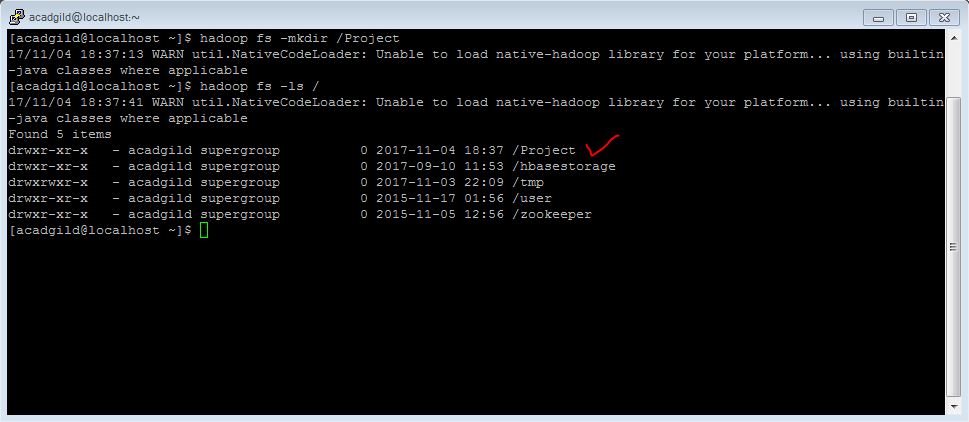 acadgild@localhost:~
[acadgild@localhost ~]$ hadoop fs -mkdir /Project
17/11/04 18:37:13 WARN util.NativeCodeLoader: Unable to load native-hadoop library for your platform... using builtin
-java classes where applicable
[acadgild@localhost ~]$ hadoop fs -ls /
17/11/04 18:37:41 WARN util.NativeCodeLoader: Unable to load native-hadoop library for your platform... using builtin
-java classes where applicable
Found 5 items
drwxr-xr-x   - acadgild supergroup          0 2017-11-04 18:37 /Project
drwxr-xr-x   - acadgild supergroup          0 2017-09-10 11:53 /hbasestorage
drwxrwxr-x   - acadgild supergroup          0 2017-11-03 22:09 /tmp
drwxr-xr-x   - acadgild supergroup          0 2015-11-17 01:56 /user
drwxr-xr-x   - acadgild supergroup          0 2015-11-05 12:56 /zookeeper
[acadgild@localhost ~]$